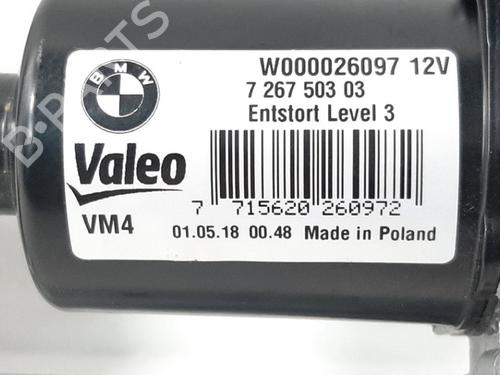 B-PARTS
BMW
W000026097 12V
7 267 503 03
Entstort Level 3
Valeo
7 715620 260972
VM4
01.05.18 00.48 Made in Poland